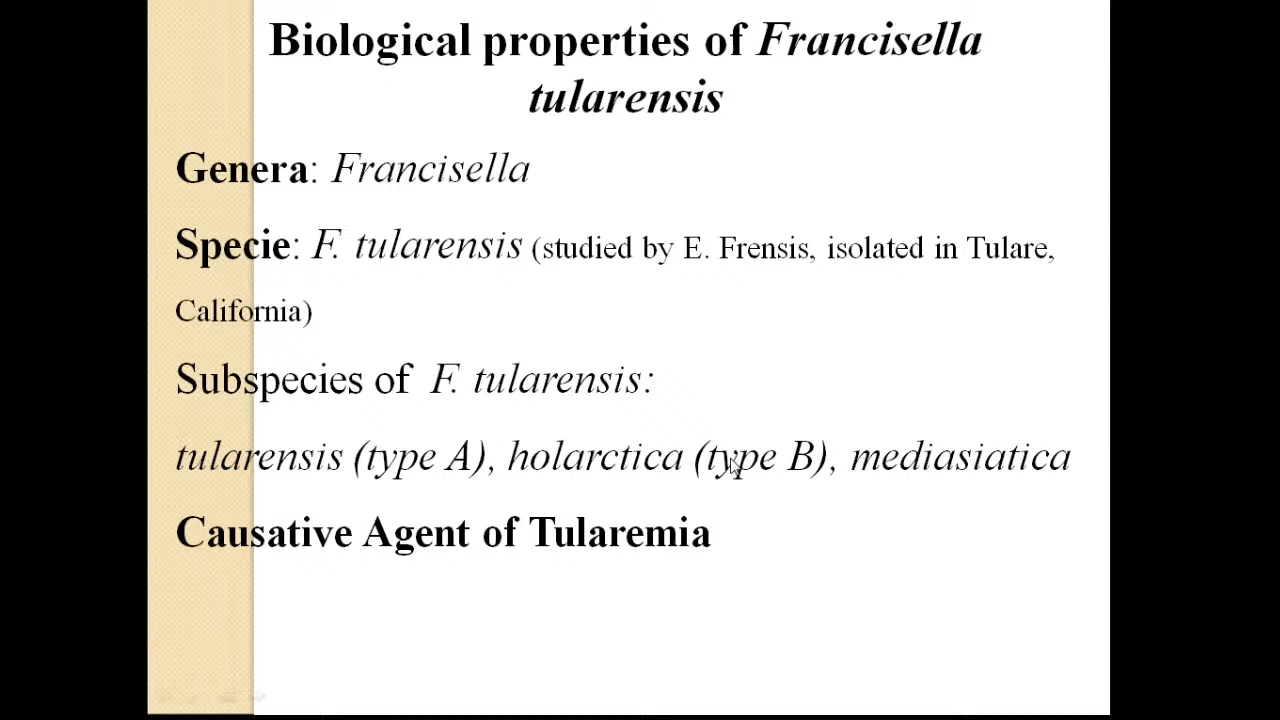 Biological properties of Francisella
tularensis
Genera: Francisella
Specie: F. tularensis (studied by E. Frensis, isolated in Tulare,
California)
Subspecies of F. tularensis:
tularensis (type A), holarctica (type B), mediasiatica
Causative Agent of Tularemia